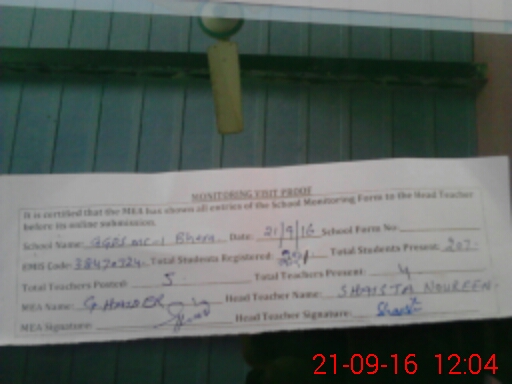 MONITORING VISIT PROOF
It is certified that the MEA has shown all entries of the School Monitoring Form to the Head Teacher
before its online submission.
School Name: GGPS MC-1 Bhera. Date: 21/9/16 School Form No.
EMIS Code: 38420724. Total Students Registered: Total Students Present: 207.
Total Teachers Posted: 5 Total Teachers Present: 4
MEA Name: G. HAIDER Head Teacher Name: SHAISTA NOUREEN.
MEA Signature: Head Teacher Signature:
21-09-16 12:04